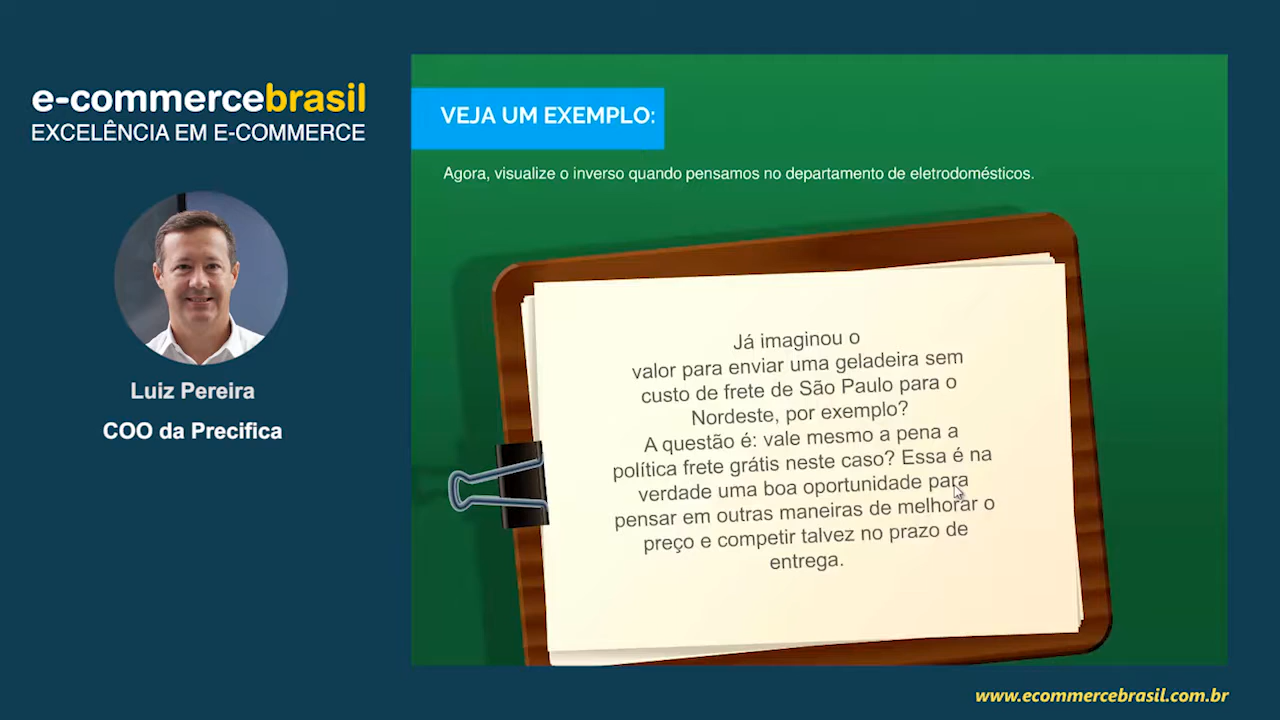 e-commercebrasil
EXCELÊNCIA EM E-COMMERCE
Luiz Pereira
COO da Precifica
VEJA UM EXEMPLO:
Agora, visualize o inverso quando pensamos no departamento de eletrodomésticos.
Já imaginou o
valor para enviar uma geladeira sem
custo de frete de São Paulo para o
Nordeste, por exemplo?
A questão é: vale mesmo a pena a
política frete grátis neste caso? Essa é na
verdade uma boa oportunidade para
pensar em outras maneiras de melhorar o
preço e competir talvez no prazo de
entrega.
www.ecommercebrasil.com.br